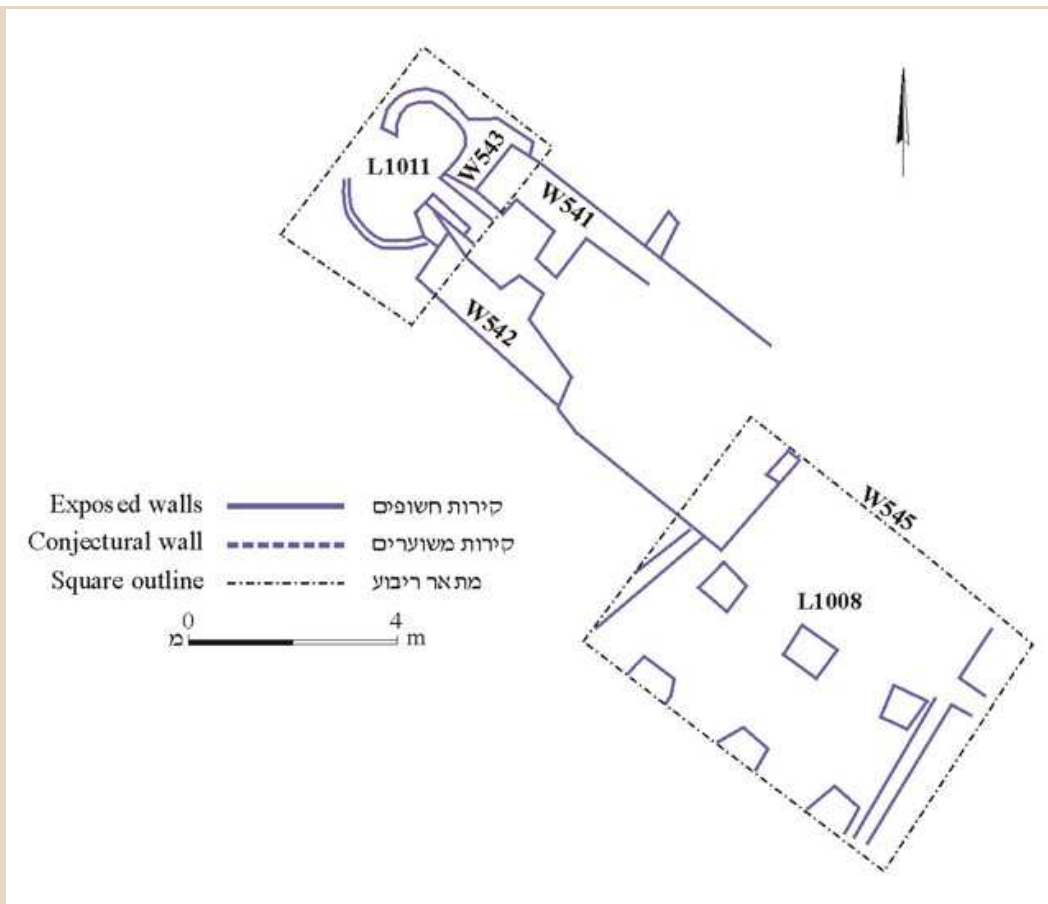 L1011
W543
W541
W542
W545
L1008
Exposed walls קירות חשופים
Conjectural wall קירות משוערים
Square outline מתאר ריבוע
0 4
מ m